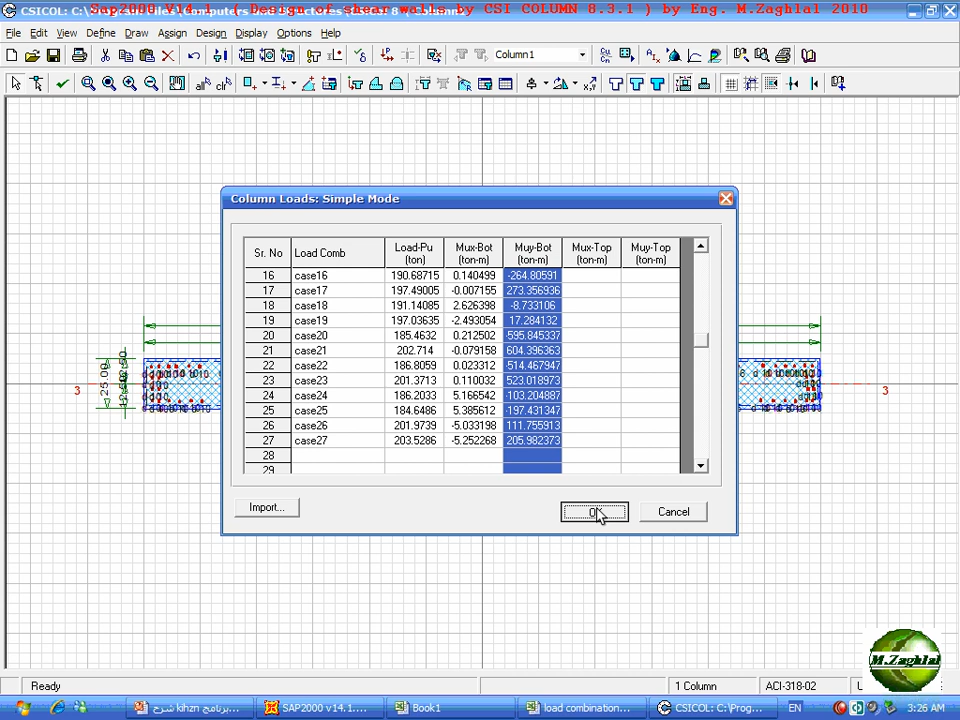 Sap2000 V14.1 ( Design of shear walls by CSI COLUMN 8.3.1 ) by Eng. M.Zaghlal 2010
File Edit View Define Draw Assign Design Display Options Help
Column1
Column Loads: Simple Mode
Sr. No Load Comb Load-Pu (ton) Mux-Bot (ton-m) Muy-Bot (ton-m) Mux-Top (ton-m) Muy-Top (ton-m)
16 case16 190.68715 0.140499 -264.80591
17 case17 197.49005 -0.007155 273.356936
18 case18 191.14085 2.626398 -8.733106
19 case19 197.03635 -2.493054 17.284132
20 case20 185.4632 0.212502 -595.845337
21 case21 202.714 -0.079158 604.396363
22 case22 186.8059 0.023312 -514.467947
23 case23 201.3713 0.110032 523.018973
24 case24 186.2033 5.166542 -103.204887
25 case25 184.6486 5.385612 -197.431347
26 case26 201.9739 -5.033198 111.755913
27 case27 203.5286 -5.252268 205.982373
28
29
25.00
3 3
Import... Cancel
M.Zaghlal
Ready 1 Column ACI-318-02
برنامج kihzn شرح SAP2000 v14.1.... Book1 load combination... CSICOL: C:\Prog... EN 3:26 AM